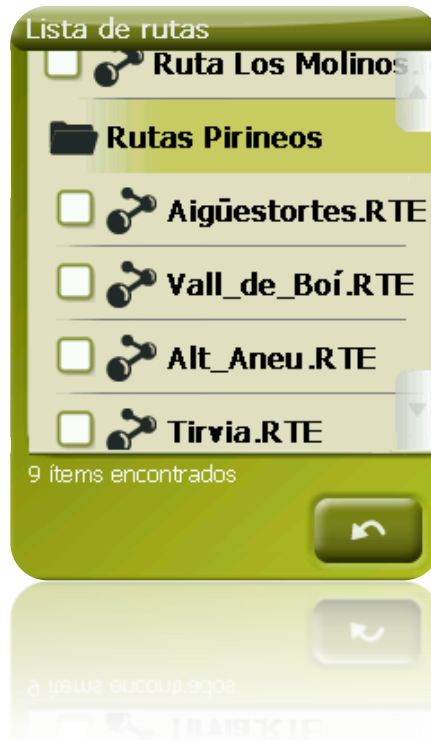 Lista de rutas
Ruta Los Molinos.
Rutas Pirineos
Aigüestortes.RTE
Vall_de_Boí.RTE
Alt_Aneu.RTE
Tirvia.RTE
9 ítems encontrados